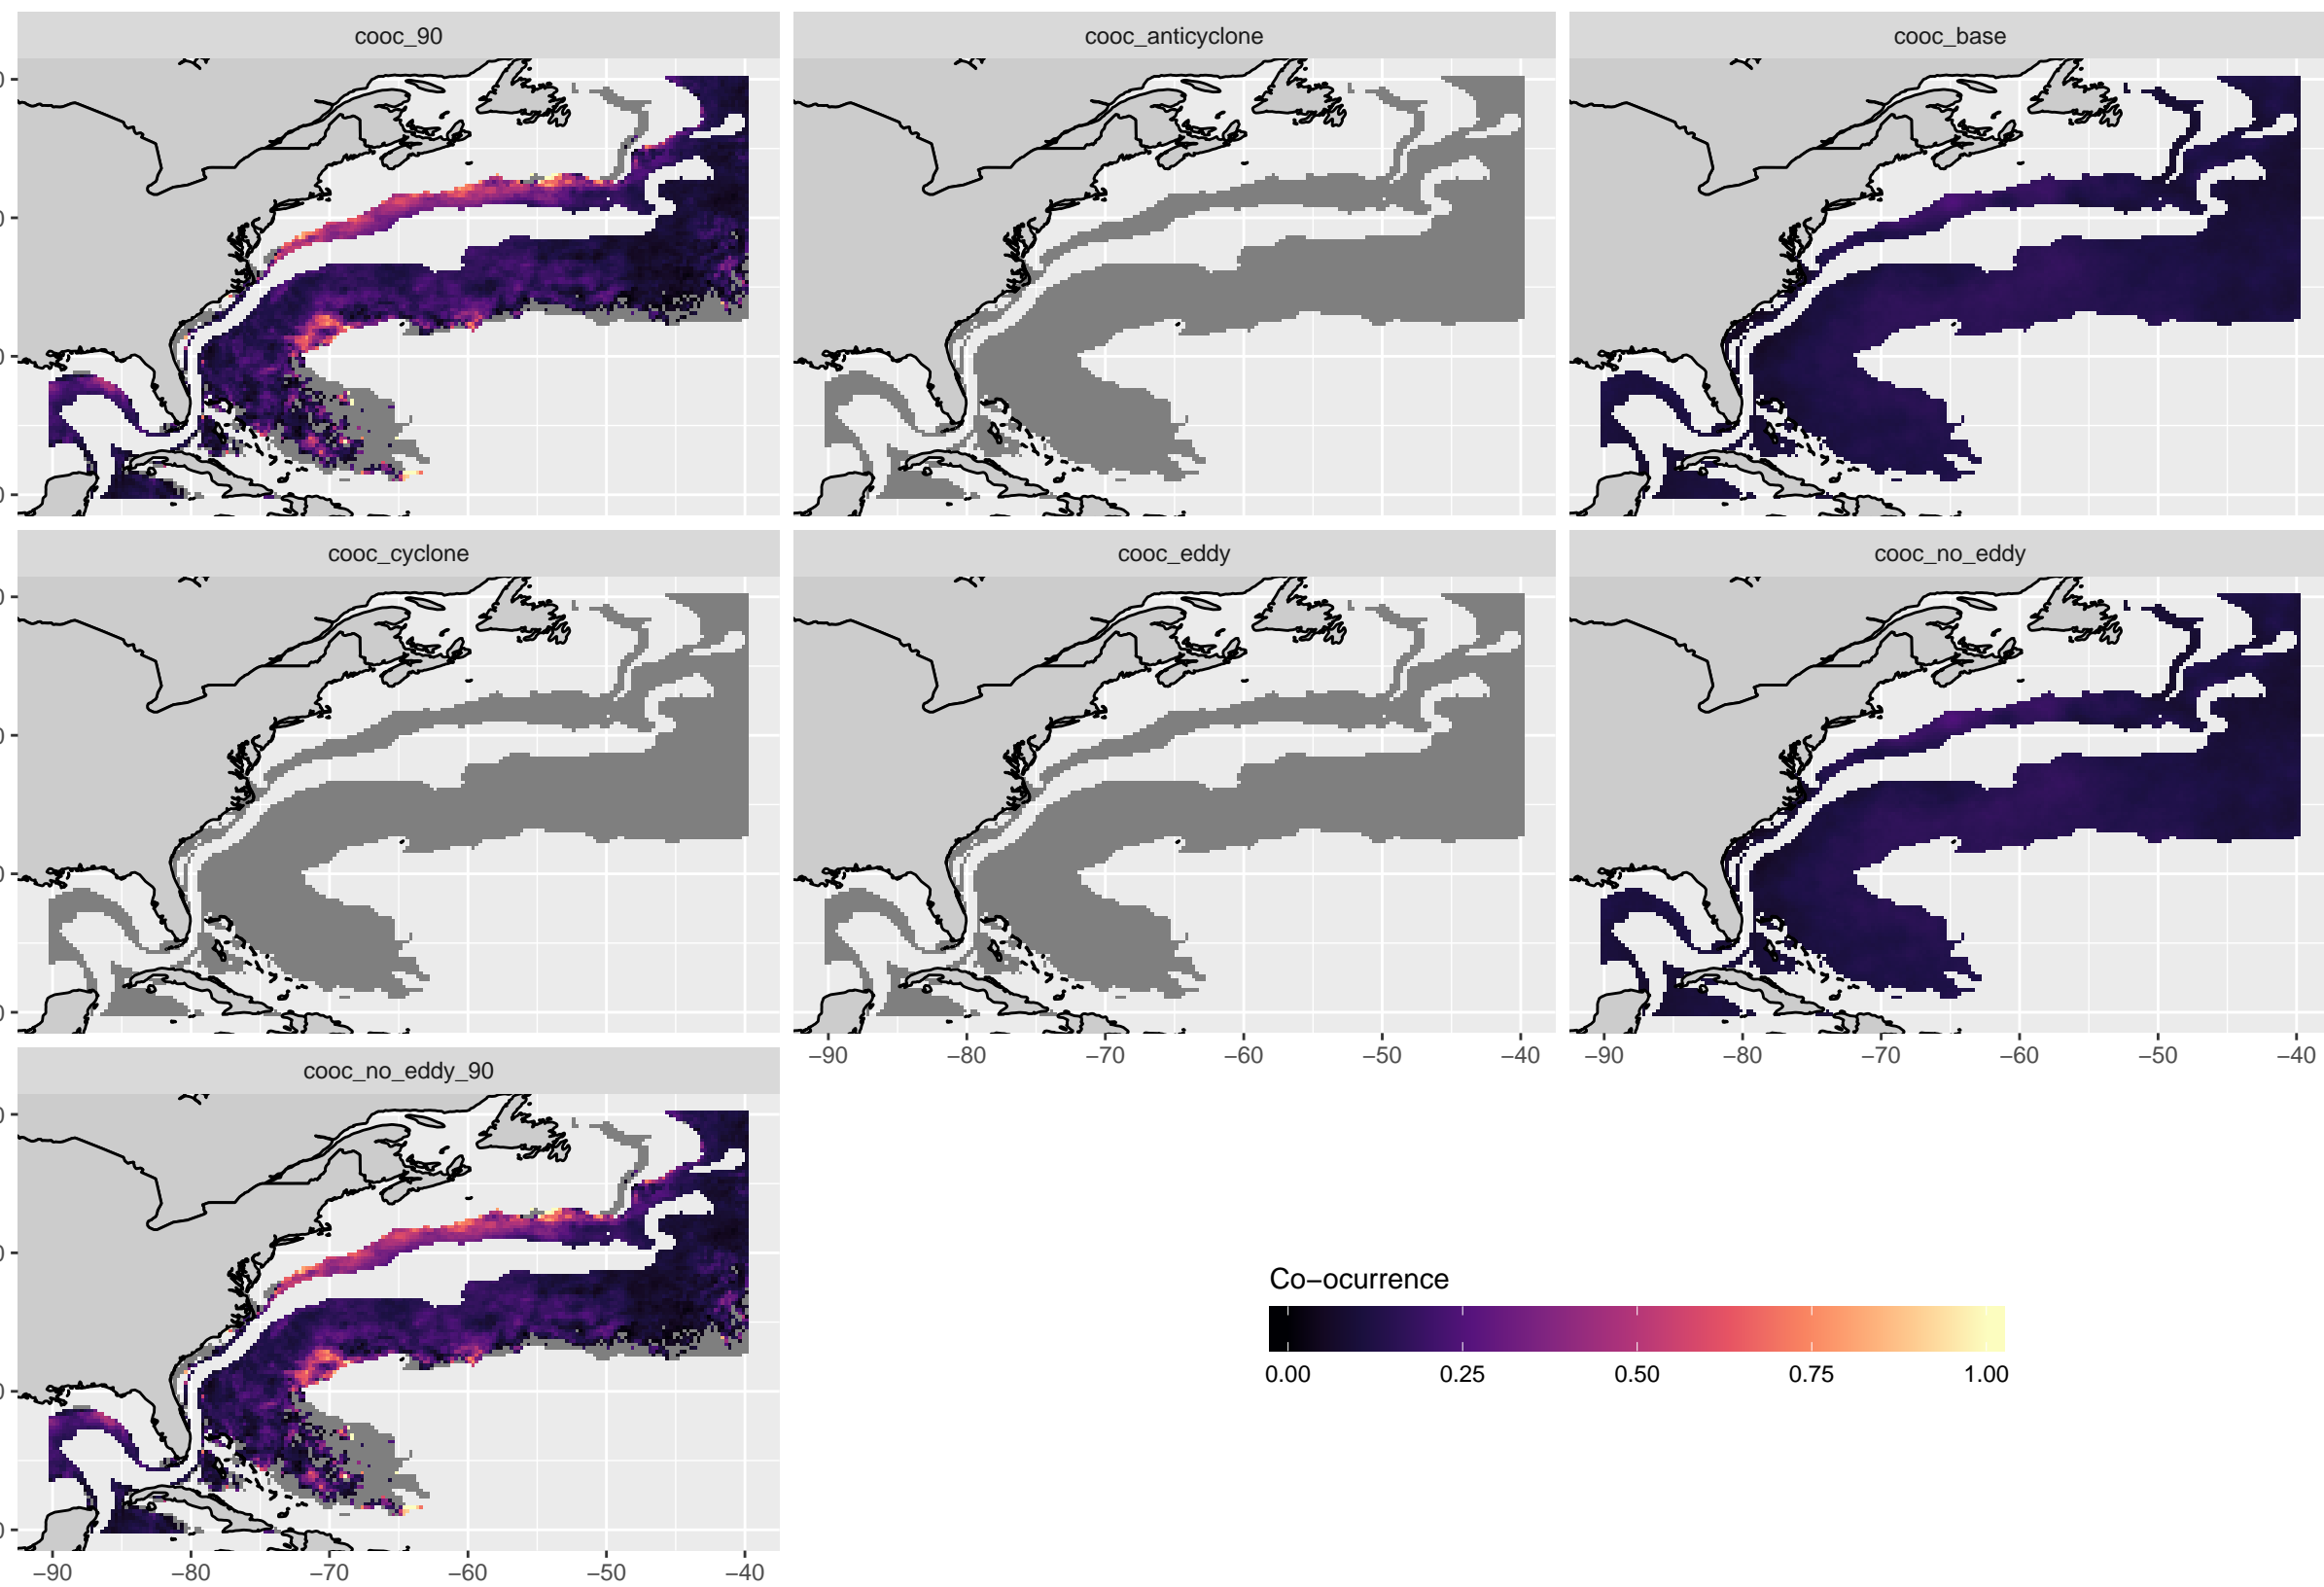 cooc_90
cooc_anticyclone
cooc_base
cooc_cyclone
cooc_eddy
cooc_no_eddy
−90 −80 −70 −60 −50 −40
−90 −80 −70 −60 −50 −40
cooc_no_eddy_90
Co−ocurrence
0.00 0.25 0.50 0.75 1.00
−90 −80 −70 −60 −50 −40